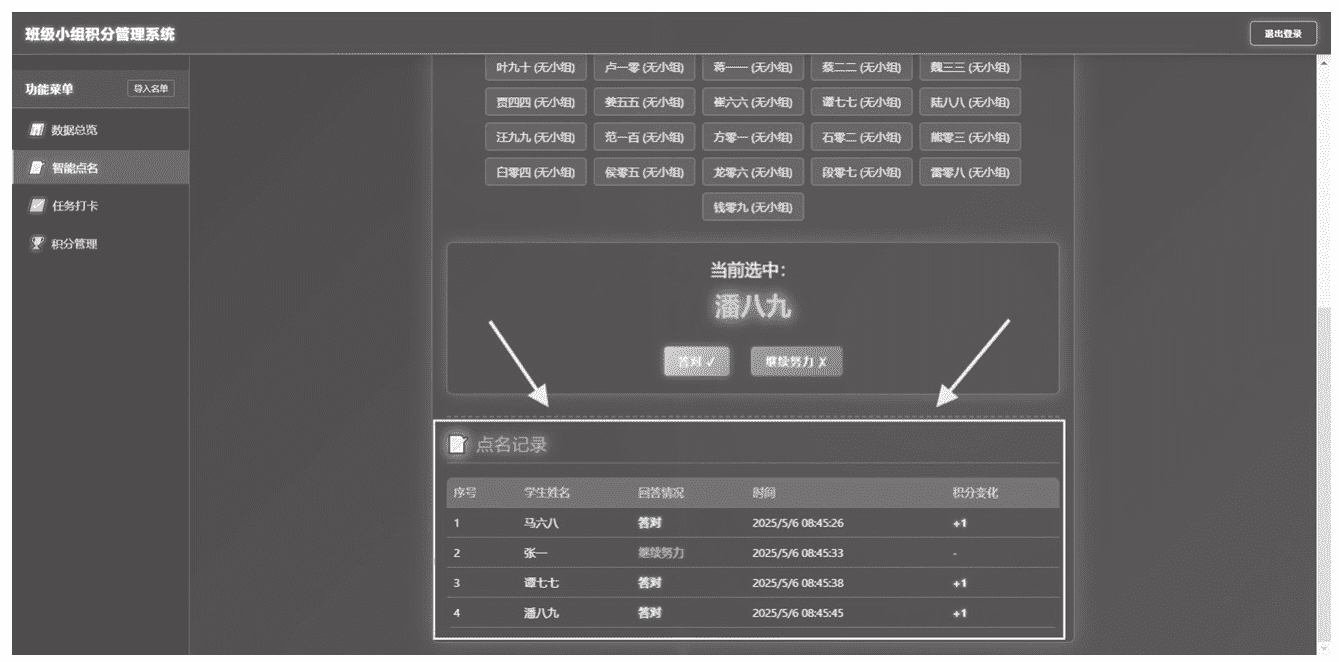 班级小组积分管理系统 退出登录
功能菜单 导入名单
数据总览
智能点名
任务打卡
积分管理
叶九十 (无小组) 卢一零 (无小组) 蒋一一 (无小组) 蔡二二 (无小组) 魏三三 (无小组)
贾四四 (无小组) 姜五五 (无小组) 崔六六 (无小组) 谭七七 (无小组) 陆八八 (无小组)
汪九九 (无小组) 范一百 (无小组) 方零一 (无小组) 石零二 (无小组) 熊零三 (无小组)
白零四 (无小组) 侯零五 (无小组) 龙零六 (无小组) 段零七 (无小组) 雷零八 (无小组)
钱零九 (无小组)
当前选中:
潘八九
答对 ✓ 继续努力 ✗
点名记录
序号 学生姓名 回答情况 时间 积分变化
1 马六八 答对 2025/5/6 08:45:26 +1
2 张一 继续努力 2025/5/6 08:45:33 -
3 谭七七 答对 2025/5/6 08:45:38 +1
4 潘八九 答对 2025/5/6 08:45:45 +1